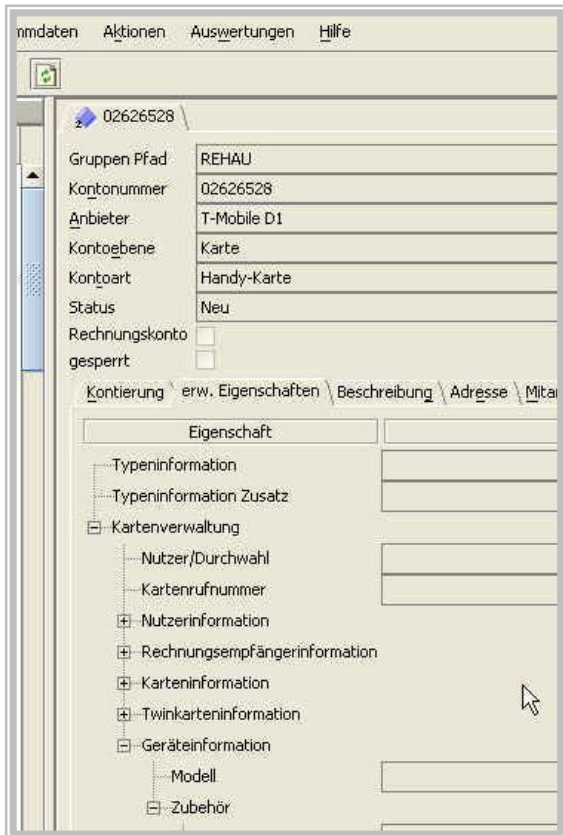 mmdaten Aktionen Auswertungen Hilfe
2 02626528
Gruppen Pfad REHAU
Kontonummer 02626528
Anbieter T-Mobile D1
Kontoebene Karte
Kontoart Handy-Karte
Status Neu
Rechnungskonto
gesperrt
Kontierung erw. Eigenschaften Beschreibung Adresse Mitar
Eigenschaft
Typeninformation
Typeninformation Zusatz
Kartenverwaltung
Nutzer/Durchwahl
Kartenrufnummer
Nutzerinformation
Rechnungsempfängerinformation
Karteninformation
Twinkarteninformation
Geräteinformation
Modell
Zubehör